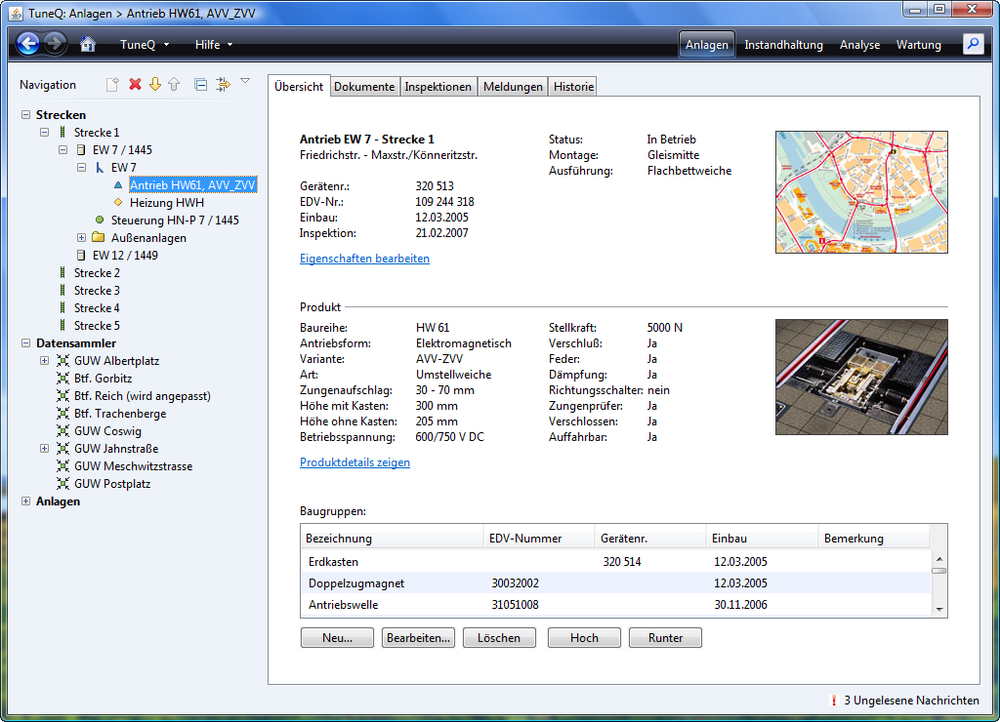 TuneQ: Anlagen > Antrieb HW61, AVV_ZVV
TuneQ Hilfe Anlagen Instandhaltung Analyse Wartung
Navigation
Strecken
Strecke 1
EW 7 / 1445
EW 7
Antrieb HW61, AVV_ZVV
Heizung HWH
Steuerung HN-P 7 / 1445
Außenanlagen
EW 12 / 1449
Strecke 2
Strecke 3
Strecke 4
Strecke 5
Datensammler
GUW Albertplatz
Btf. Gorbitz
Btf. Reich (wird angepasst)
Btf. Trachenberge
GUW Coswig
GUW Jahnstraße
GUW Meschwitzstrasse
GUW Postplatz
Anlagen
Übersicht Dokumente Inspektionen Meldungen Historie
Antrieb EW 7 - Strecke 1 Status: In Betrieb
Friedrichstr. - Maxstr./Könneritzstr. Montage: Gleismitte
Ausführung: Flachbettweiche
Gerätenr.: 320 513
EDV-Nr.: 109 244 318
Einbau: 12.03.2005
Inspektion: 21.02.2007
Eigenschaften bearbeiten
Produkt
Baureihe: HW 61 Stellkraft: 5000 N
Antriebsform: Elektromagnetisch Verschluß: Ja
Variante: AVV-ZVV Feder: Ja
Art: Umstellweiche Dämpfung: Ja
Zungenaufschlag: 30 - 70 mm Richtungsschalter: nein
Höhe mit Kasten: 300 mm Zungenprüfer: Ja
Höhe ohne Kasten: 205 mm Verschlossen: Ja
Betriebsspannung: 600/750 V DC Auffahrbar: Ja
Produktdetails zeigen
Baugruppen:
Bezeichnung EDV-Nummer Gerätenr. Einbau Bemerkung
Erdkasten 320 514 12.03.2005
Doppelzugmagnet 30032002 12.03.2005
Antriebswelle 31051008 30.11.2006
Neu... Bearbeiten... Löschen Hoch Runter
3 Ungelesene Nachrichten